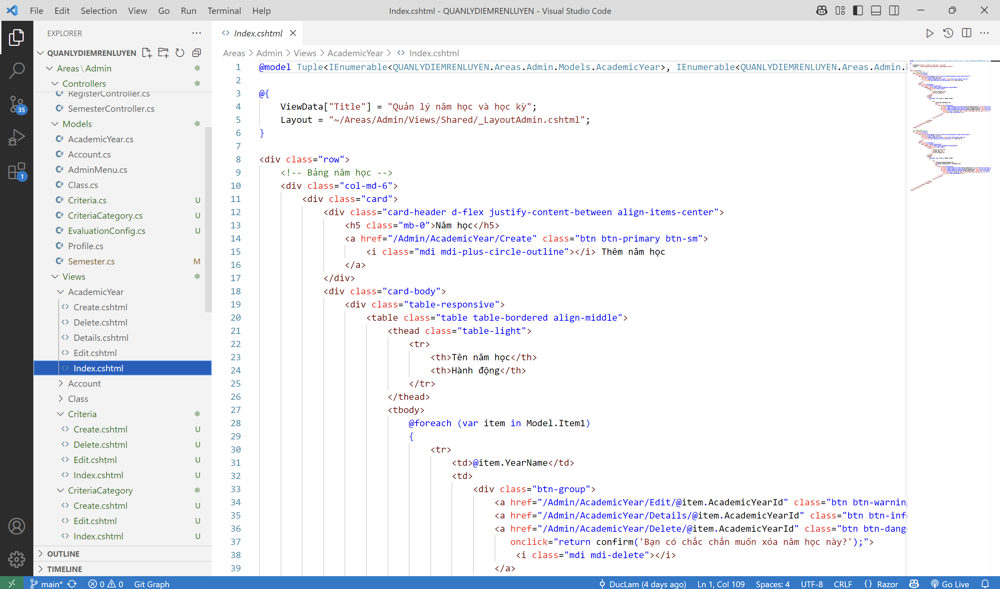 File Edit Selection View Go Run Terminal Help
Index.cshtml - QUANLYDIEMRENLUYEN - Visual Studio Code
EXPLORER
QUANLYDIEMRENLUYEN
Areas\Admin
Controllers
RegisterController.cs
SemesterController.cs
Models
AcademicYear.cs
Account.cs
AdminMenu.cs
Class.cs
Criteria.cs U
CriteriaCategory.cs U
EvaluationConfig.cs U
Profile.cs
Semester.cs M
Views
AcademicYear
Create.cshtml
Delete.cshtml
Details.cshtml
Edit.cshtml
Index.cshtml
Account
Class
Criteria
Create.cshtml U
Delete.cshtml U
Edit.cshtml U
Index.cshtml U
CriteriaCategory
Create.cshtml U
Edit.cshtml U
Index.cshtml U
OUTLINE
TIMELINE
35
1
Index.cshtml
Areas > Admin > Views > AcademicYear > Index.cshtml
1 @model Tuple<IEnumerable<QUANLYDIEMRENLUYEN.Areas.Admin.Models.AcademicYear>, IEnumerable<QUANLYDIEMRENLUYEN.Areas.Admin.
2
3 @{
4 ViewData["Title"] = "Quản lý năm học và học kỳ";
5 Layout = "~/Areas/Admin/Views/Shared/_LayoutAdmin.cshtml";
6 }
7
8 <div class="row">
9 <!-- Bảng năm học -->
10 <div class="col-md-6">
11 <div class="card">
12 <div class="card-header d-flex justify-content-between align-items-center">
13 <h5 class="mb-0">Năm học</h5>
14 <a href="/Admin/AcademicYear/Create" class="btn btn-primary btn-sm">
15 <i class="mdi mdi-plus-circle-outline"></i> Thêm năm học
16 </a>
17 </div>
18 <div class="card-body">
19 <div class="table-responsive">
20 <table class="table table-bordered align-middle">
21 <thead class="table-light">
22 <tr>
23 <th>Tên năm học</th>
24 <th>Hành động</th>
25 </tr>
26 </thead>
27 <tbody>
28 @foreach (var item in Model.Item1)
29 {
30 <tr>
31 <td>@item.YearName</td>
32 <td>
33 <div class="btn-group">
34 <a href="/Admin/AcademicYear/Edit/@item.AcademicYearId" class="btn btn-warnin
35 <a href="/Admin/AcademicYear/Details/@item.AcademicYearId" class="btn btn-inf
36 <a href="/Admin/AcademicYear/Delete/@item.AcademicYearId" class="btn btn-dang
37 onclick="return confirm('Bạn có chắc chắn muốn xóa năm học này?');">
38 <i class="mdi mdi-delete"></i>
39 </a>
main* 0 0 Git Graph
DucLam (4 days ago) Ln 1, Col 109 Spaces: 4 UTF-8 CRLF {} Razor Go Live